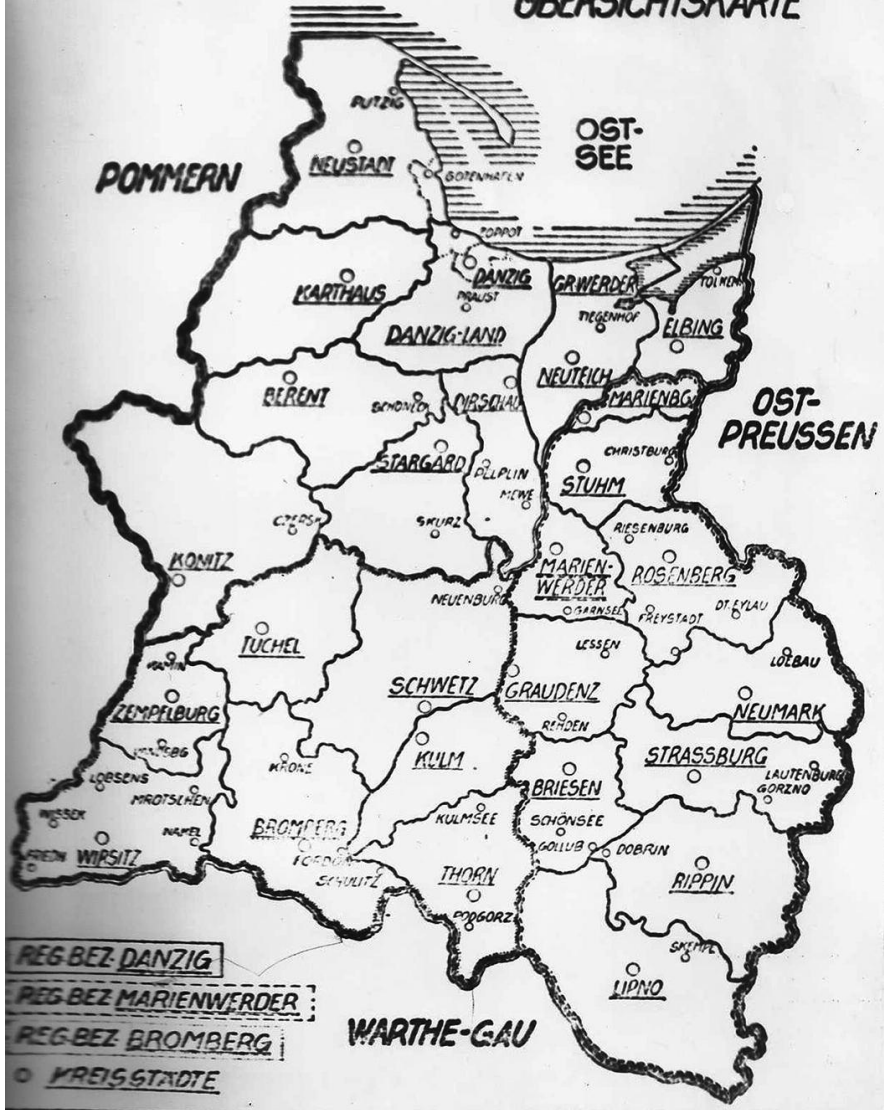 ÜBERSICHTSKARTE
PUTZIG
OST-
SEE
NEUSTADT
POMMERN
GOTENHAFEN
ZOPPOT
KARTHAUS
DANZIG
GR.WERDER
TOLKEM
PRAUST
DANZIG-LAND
TIEGENHOF
ELBING
NEUTEICH
BERENT
SCHÖNECK
DIRSCHAU
MARIENBG
OST-
PREUSSEN
STARGARD
PELPLIN
MEWE
CHRISTBURG
STUHM
CZERSK
SKURZ
RIESENBURG
KONITZ
MARIEN-
WERDER
ROSENBERG
NEUENBURG
GARNSEE
FREYSTADT
DT. EYLAU
TUCHEL
LESSEN
LOEBAU
KAMIN
SCHWETZ
GRAUDENZ
ZEMPELBURG
NEUMARK
REHDEN
KULM
STRASSBURG
KRONE
BRIESEN
LAUTENBURG
GORZNO
LOBSENS
MROTSCHEN
WISSEK
KULMSEE
SCHÖNSEE
NAKEL
BROMBERG
GOLLUB
DOBRIN
WIRSITZ
FORDON
SCHULITZ
THORN
RIPPIN
PODGORZ
SKEMPE
LIPNO
REG-BEZ-DANZIG
REG-BEZ MARIENWERDER
REG-BEZ BROMBERG
WARTHE-GAU
KREISSTÄDTE